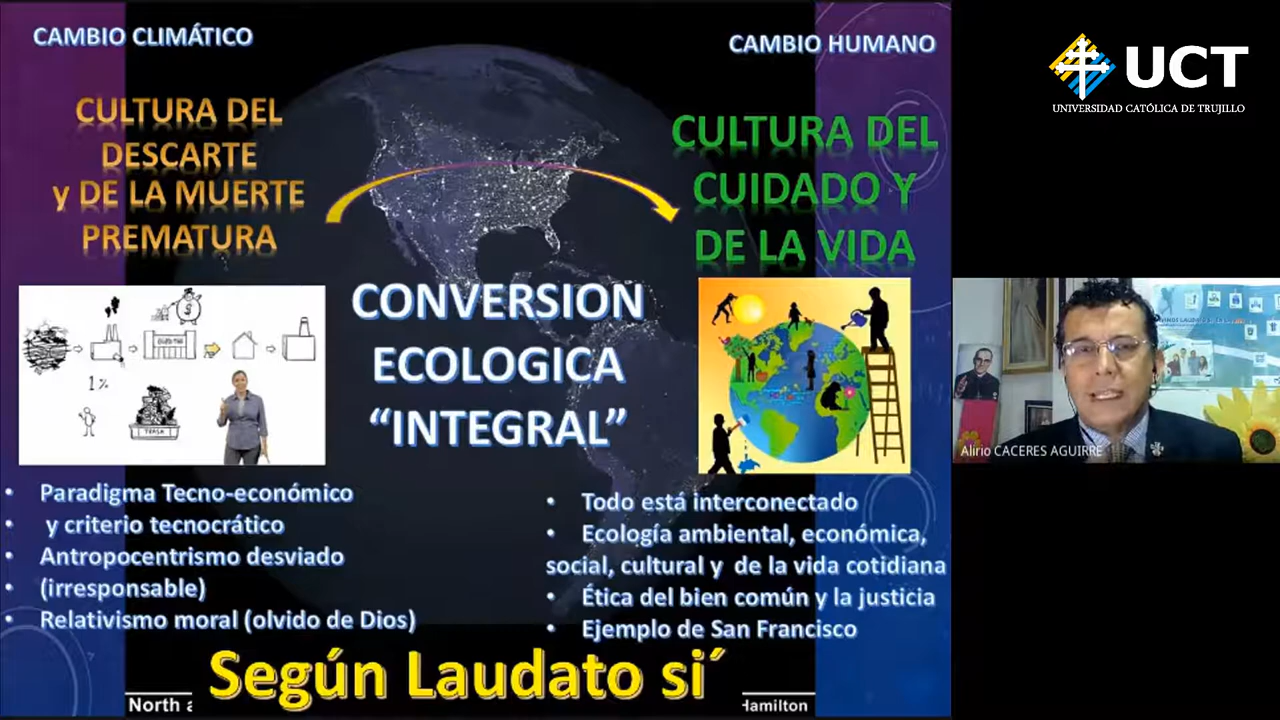 CAMBIO CLIMÁTICO
CAMBIO HUMANO
UCT
UNIVERSIDAD CATÓLICA DE TRUJILLO
CULTURA DEL
DESCARTE
y DE LA MUERTE
PREMATURA
CULTURA DEL
CUIDADO Y
DE LA VIDA
CONVERSION
ECOLOGICA
“INTEGRAL”
$
1%
Alirio CACERES AGUIRRE
• Paradigma Tecno-económico
• y criterio tecnocrático
• Antropocentrismo desviado
• (irresponsable)
• Relativismo moral (olvido de Dios)
• Todo está interconectado
• Ecología ambiental, económica,
social, cultural y de la vida cotidiana
• Ética del bien común y la justicia
• Ejemplo de San Francisco
Según Laudato si´
North
Hamilton